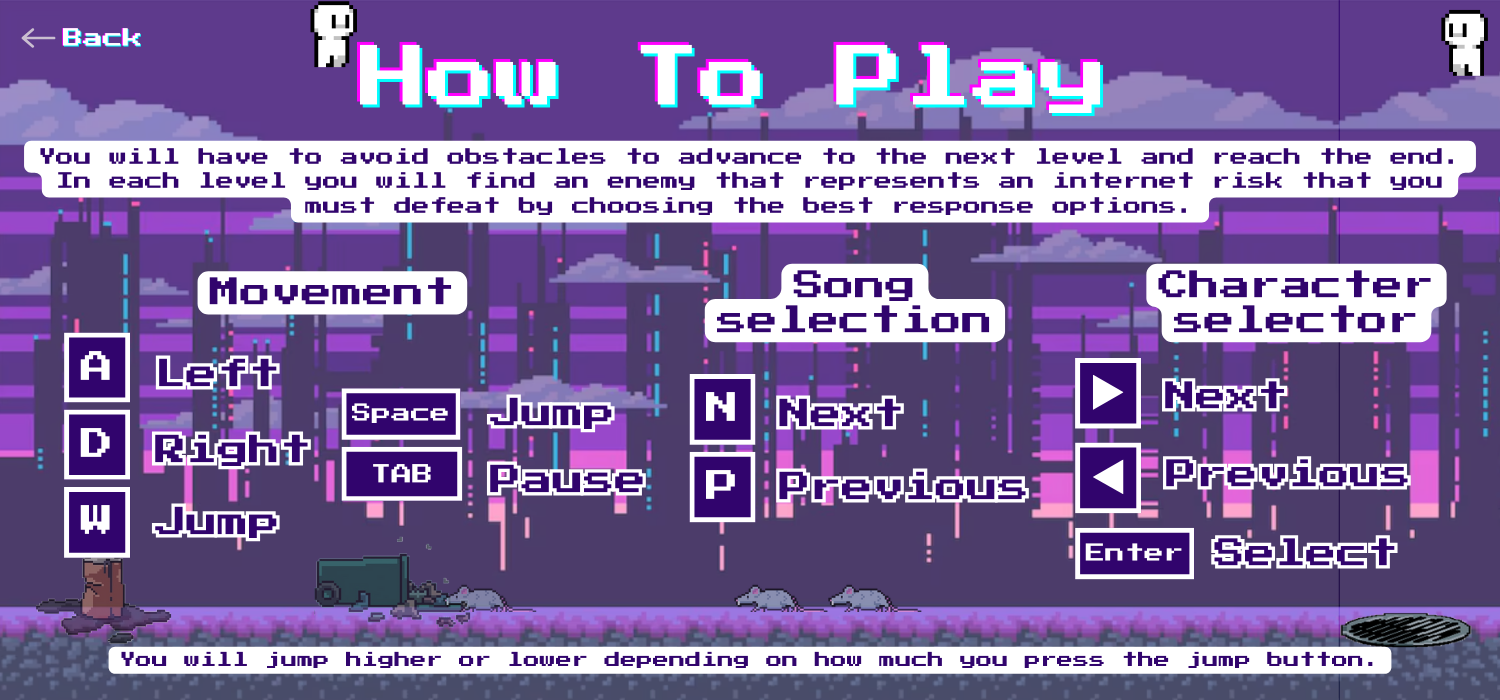 Back
How To Play
You will have to avoid obstacles to advance to the next level and reach the end.
In each level you will find an enemy that represents an internet risk that you
must defeat by choosing the best response options.
Movement
A Left
D Right
W Jump
Space Jump
TAB Pause
Song
selection
N Next
P Previous
Character
selector
Next
Previous
Enter Select
You will jump higher or lower depending on how much you press the jump button.